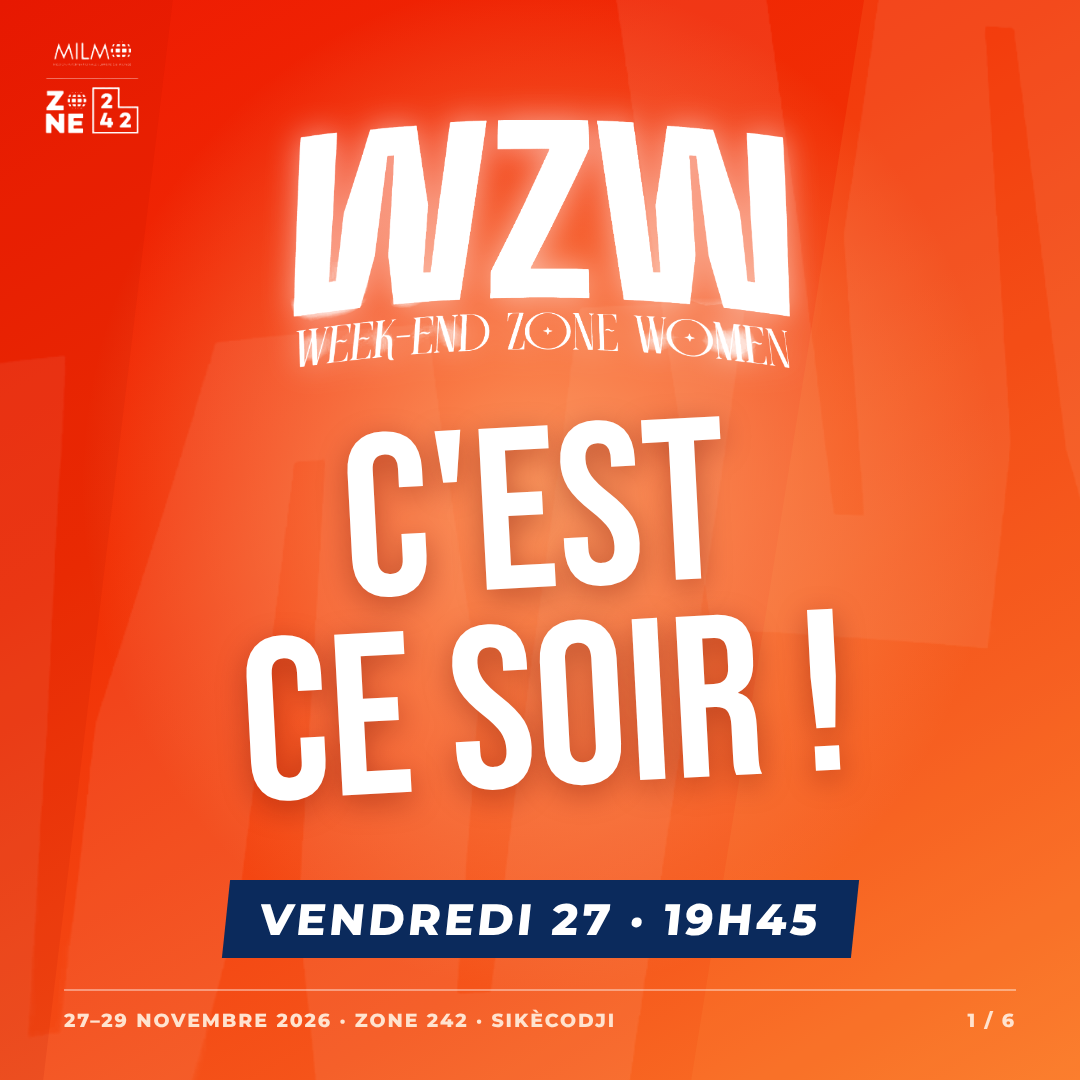 MILMO
ZONE 242
WZW
WEEK-END ZONE WOMEN
C'EST
CE SOIR !
VENDREDI 27 · 19H45
27–29 NOVEMBRE 2026 · ZONE 242 · SIKÈCODJI
1 / 6